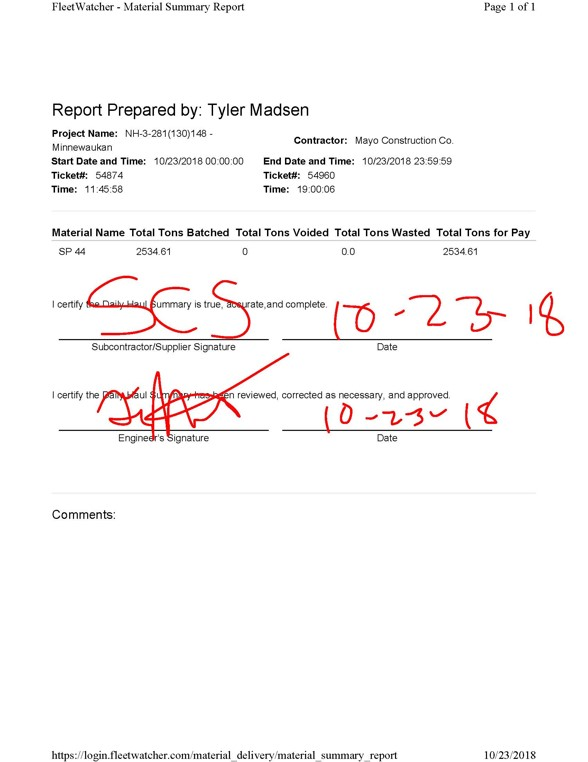 FleetWatcher - Material Summary Report Page 1 of 1
Report Prepared by: Tyler Madsen
Project Name: NH-3-281(130)148 -
Minnewaukan
Contractor: Mayo Construction Co.
Start Date and Time: 10/23/2018 00:00:00 End Date and Time: 10/23/2018 23:59:59
Ticket#: 54874 Ticket#: 54960
Time: 11:45:58 Time: 19:00:06
Material Name Total Tons Batched Total Tons Voided Total Tons Wasted Total Tons for Pay
SP 44 2534.61 0 0.0 2534.61
I certify the Daily Haul Summary is true, accurate,and complete.
SCS 10-23-18
Subcontractor/Supplier Signature Date
I certify the Daily Haul Summary has been reviewed, corrected as necessary, and approved.
10-23-18
Engineer's Signature Date
Comments:
https://login.fleetwatcher.com/material_delivery/material_summary_report 10/23/2018